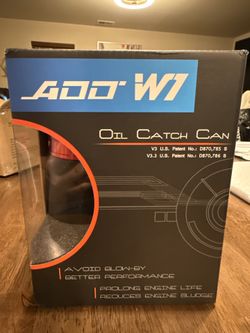 ADD W1
Oil Catch Can
V3 U.S. Patent No.: D870,785 S
V3.3 U.S. Patent No.: D870,786 S
Avoid Blow-by
Better Performance
Prolong Engine Life
Reduces Engine Sludge